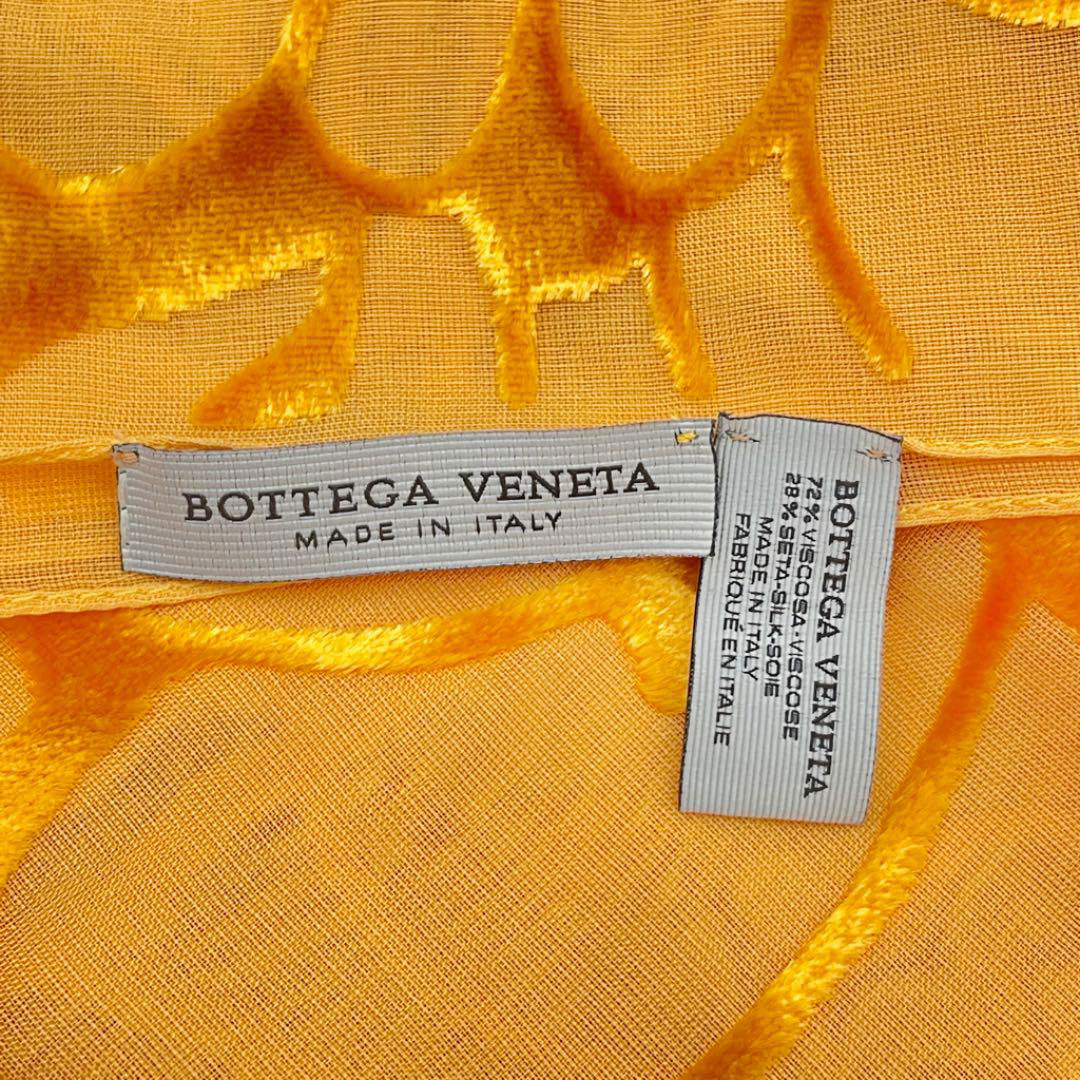 BOTTEGA VENETA
MADE IN ITALY
BOTTEGA VENETA
72% VISCOSA-VISCOSE
28% SETA-SILK-SOIE
MADE IN ITALY
FABRIQUÉ EN ITALIE